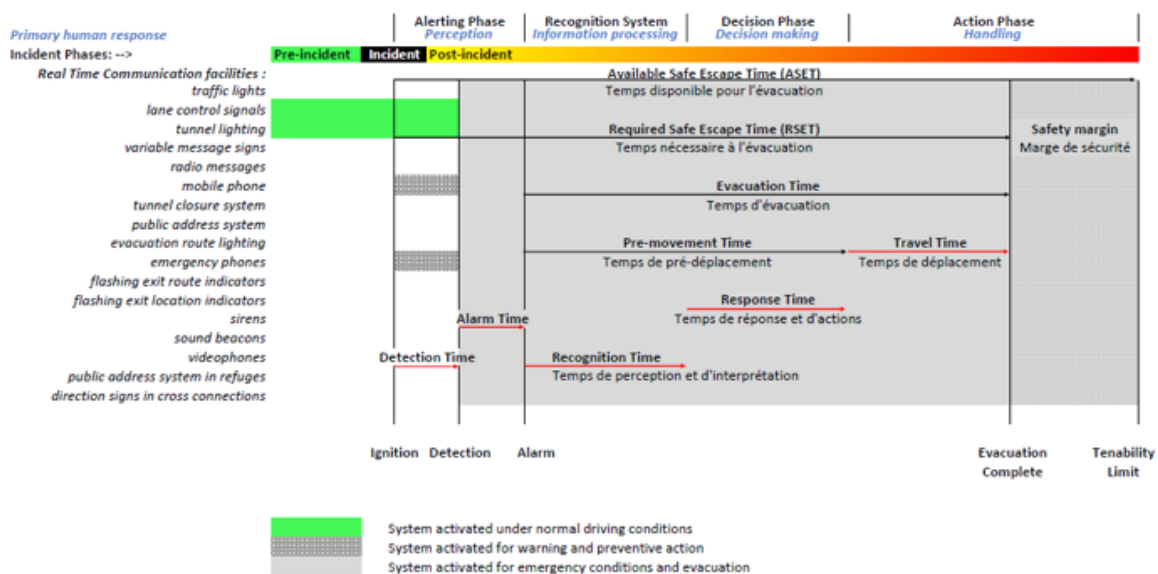 Alerting Phase Recognition System Decision Phase Action Phase
Primary human response Perception Information processing Decision making Handling
Incident Phases: --> Pre-incident Incident Post-incident
Real Time Communication facilities : Available Safe Escape Time (ASET)
traffic lights Temps disponible pour l'évacuation
lane control signals
tunnel lighting Required Safe Escape Time (RSET) Safety margin
variable message signs Temps nécessaire à l'évacuation Marge de sécurité
radio messages
mobile phone Evacuation Time
tunnel closure system Temps d'évacuation
public address system
evacuation route lighting Pre-movement Time Travel Time
emergency phones Temps de pré-déplacement Temps de déplacement
flashing exit route indicators
flashing exit location indicators Response Time
sirens Alarm Time Temps de réponse et d'actions
sound beacons
videophones Detection Time Recognition Time
public address system in refuges Temps de perception et d'interprétation
direction signs in cross connections
Ignition Detection Alarm Evacuation Tenability
Complete Limit
System activated under normal driving conditions
System activated for warning and preventive action
System activated for emergency conditions and evacuation